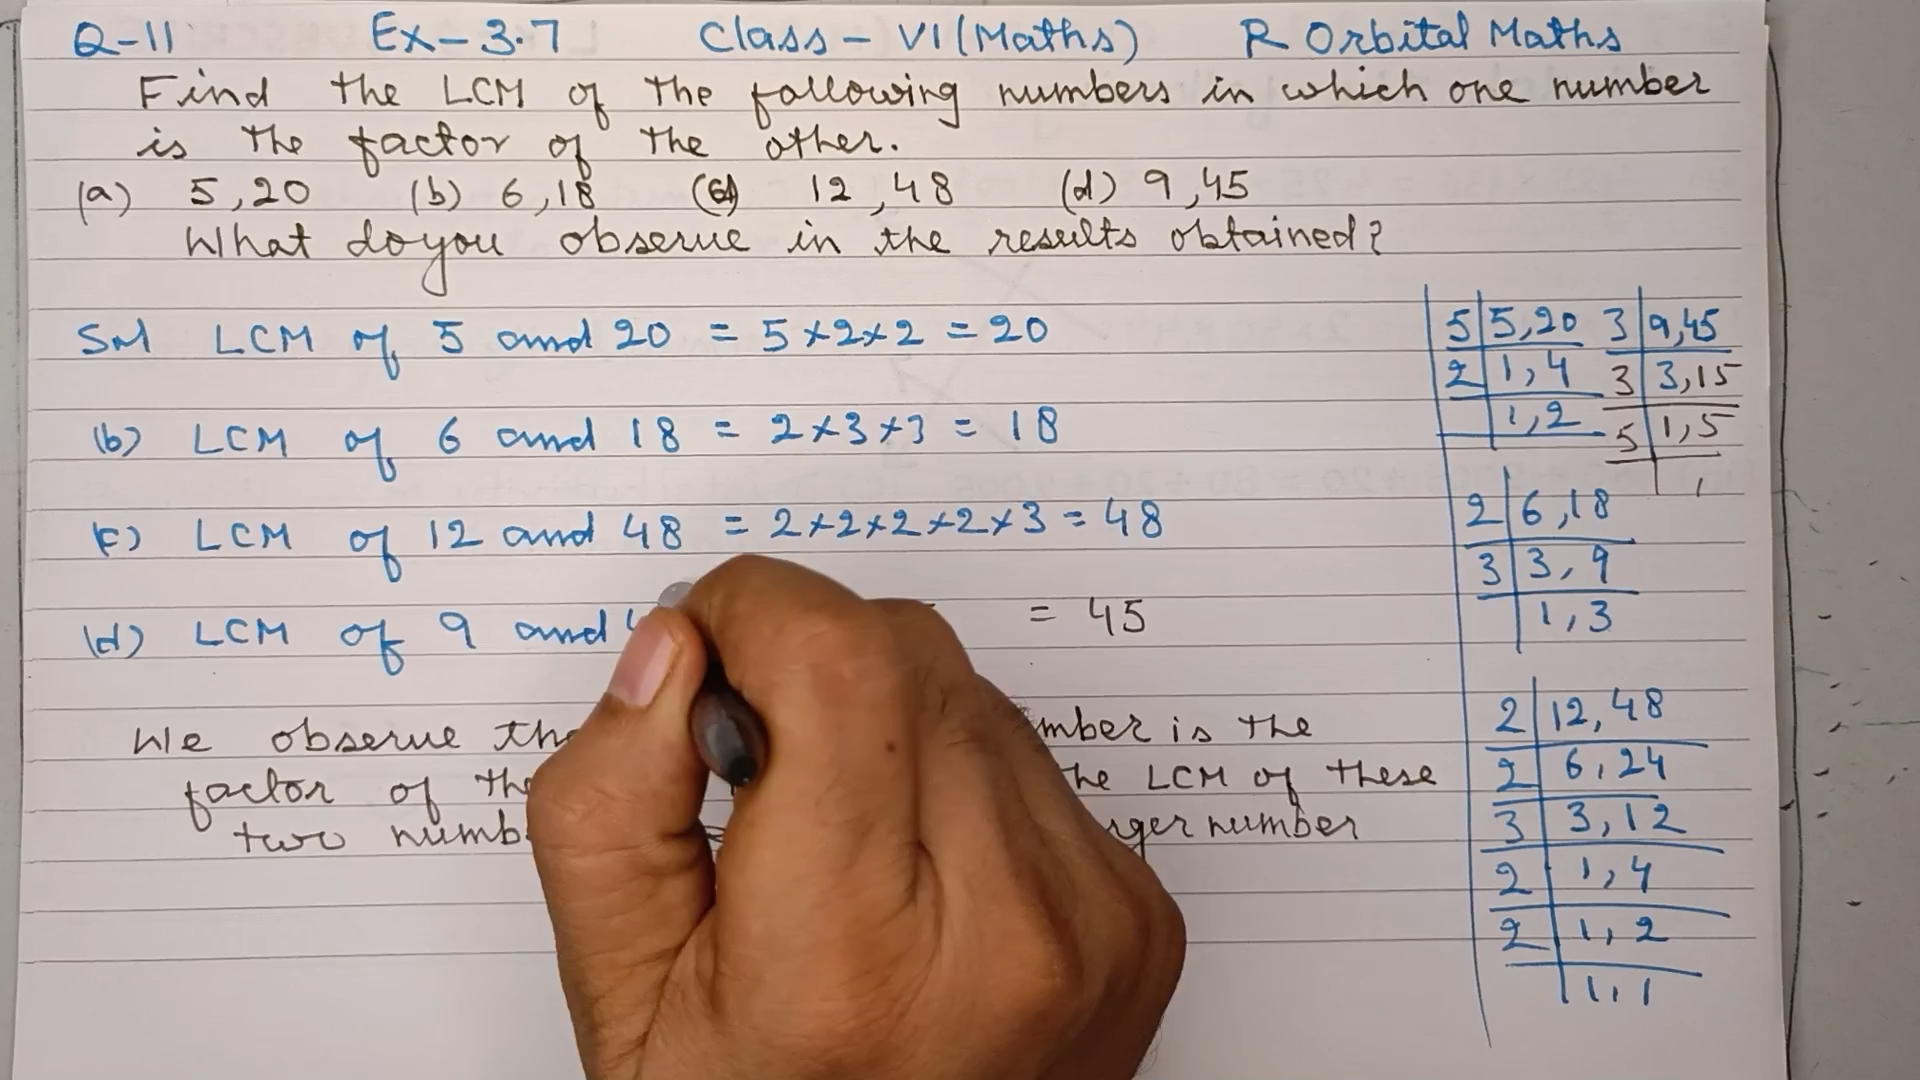 Q-11 Ex-3.7 Class-VI(Maths) R Orbital Maths
Find the LCM of the following numbers in which one number
is the factor of the other.
(a) 5,20 (b) 6,18 (c) 12,48 (d) 9,45
What do you observe in the results obtained?
Sol LCM of 5 and 20 = 5×2×2 = 20
(b) LCM of 6 and 18 = 2×3×3 = 18
(c) LCM of 12 and 48 = 2×2×2×2×3 = 48
(d) LCM of 9 and = 45
We observe is the
factor of LCM of these
two number
5 5,20
2 1,4
1,2
3 9,45
3 3,15
5 1,5
1
2 6,18
3 3,9
1,3
2 12,48
2 6,24
3 3,12
2 1,4
2 1,2
1,1